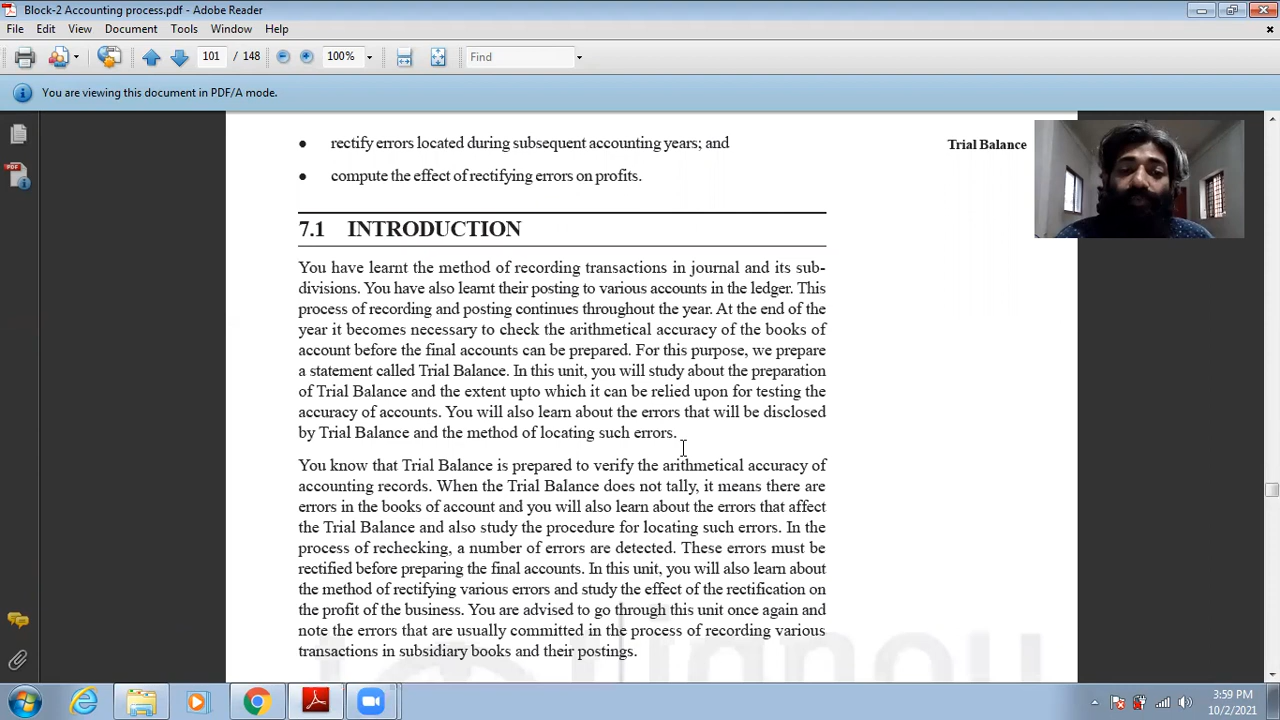 Block-2 Accounting process.pdf - Adobe Reader
File Edit View Document Tools Window Help
101 / 148 100% Find
You are viewing this document in PDF/A mode.
• rectify errors located during subsequent accounting years; and
Trial Balance
• compute the effect of rectifying errors on profits.
7.1 INTRODUCTION
You have learnt the method of recording transactions in journal and its sub-
divisions. You have also learnt their posting to various accounts in the ledger. This
process of recording and posting continues throughout the year. At the end of the
year it becomes necessary to check the arithmetical accuracy of the books of
account before the final accounts can be prepared. For this purpose, we prepare
a statement called Trial Balance. In this unit, you will study about the preparation
of Trial Balance and the extent upto which it can be relied upon for testing the
accuracy of accounts. You will also learn about the errors that will be disclosed
by Trial Balance and the method of locating such errors.
You know that Trial Balance is prepared to verify the arithmetical accuracy of
accounting records. When the Trial Balance does not tally, it means there are
errors in the books of account and you will also learn about the errors that affect
the Trial Balance and also study the procedure for locating such errors. In the
process of rechecking, a number of errors are detected. These errors must be
rectified before preparing the final accounts. In this unit, you will also learn about
the method of rectifying various errors and study the effect of the rectification on
the profit of the business. You are advised to go through this unit once again and
note the errors that are usually committed in the process of recording various
transactions in subsidiary books and their postings.
ignou
3:59 PM
10/2/2021